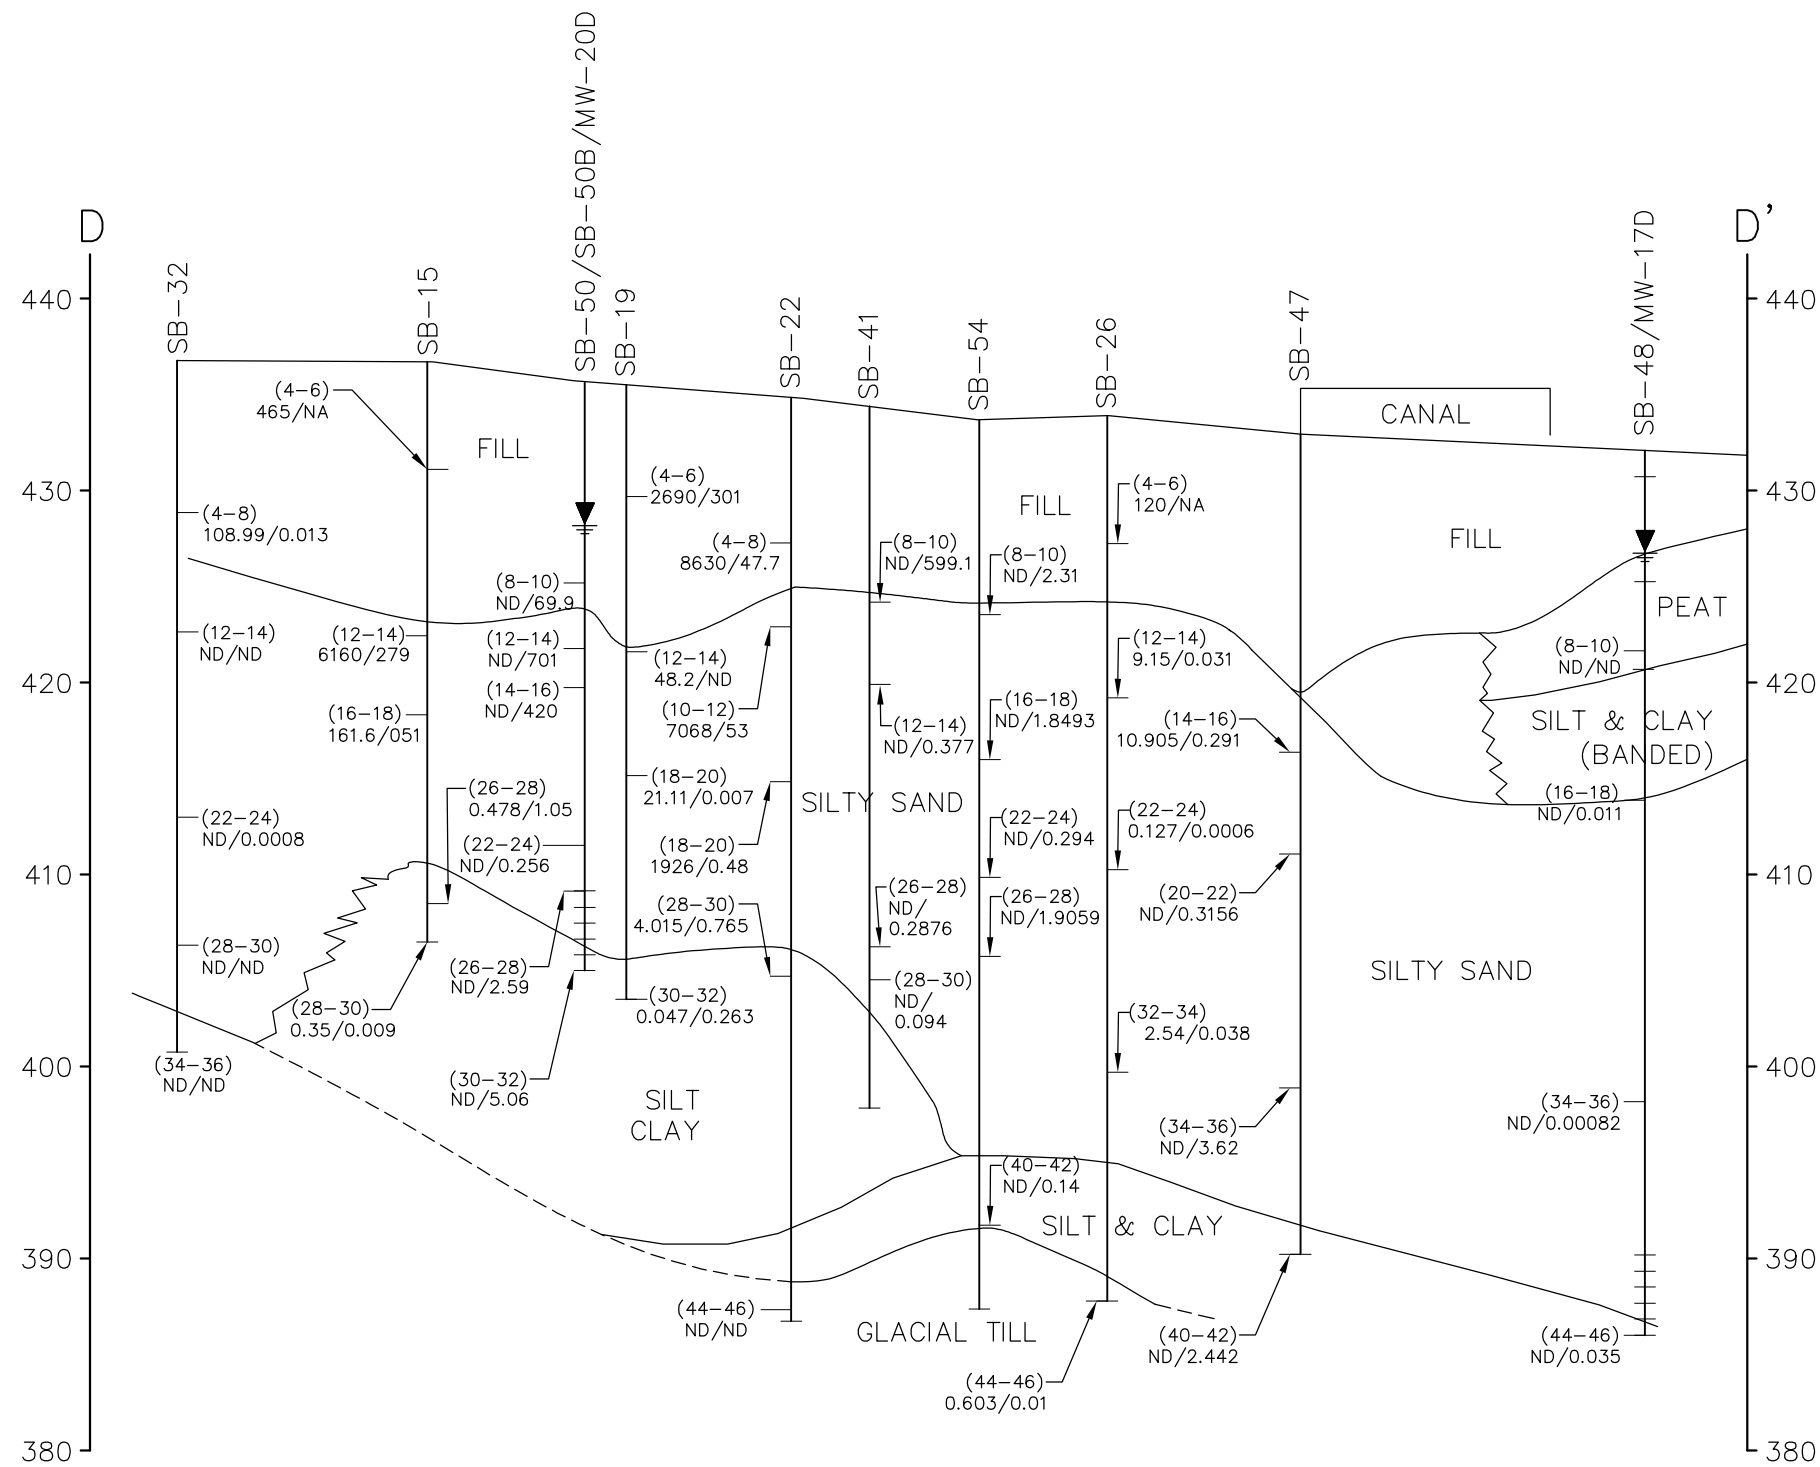 D
D'
440
430
420
410
400
390
380
440
430
420
410
400
390
380
SB-32
(4-8)
108.99/0.013
(12-14)
ND/ND
(22-24)
ND/0.0008
(28-30)
ND/ND
(34-36)
ND/ND
SB-15
(4-6)
465/NA
(12-14)
6160/279
(16-18)
161.6/051
(26-28)
0.478/1.05
(28-30)
0.35/0.009
FILL
SB-50/SB-50B/MW-20D
(8-10)
ND/69.9
(12-14)
ND/701
(14-16)
ND/420
(22-24)
ND/0.256
(26-28)
ND/2.59
(30-32)
ND/5.06
SB-19
(4-6)
2690/301
(12-14)
48.2/ND
(18-20)
21.11/0.007
(30-32)
0.047/0.263
SILT
CLAY
SB-22
(4-8)
8630/47.7
(10-12)
7068/53
(18-20)
1926/0.48
(28-30)
4.015/0.765
(44-46)
ND/ND
SILTY SAND
SB-41
(8-10)
ND/599.1
(12-14)
ND/0.377
(26-28)
ND/
0.2876
(28-30)
ND/
0.094
GLACIAL TILL
SB-54
(8-10)
ND/2.31
(16-18)
ND/1.8493
(22-24)
ND/0.294
(26-28)
ND/1.9059
(40-42)
ND/0.14
FILL
SILT & CLAY
SB-26
(4-6)
120/NA
(12-14)
9.15/0.031
(22-24)
0.127/0.0006
(32-34)
2.54/0.038
(44-46)
0.603/0.01
SB-47
(14-16)
10.905/0.291
(20-22)
ND/0.3156
(34-36)
ND/3.62
(40-42)
ND/2.442
CANAL
FILL
SILTY SAND
SB-48/MW-17D
PEAT
(8-10)
ND/ND
SILT & CLAY
(BANDED)
(16-18)
ND/0.011
(34-36)
ND/0.00082
(44-46)
ND/0.035